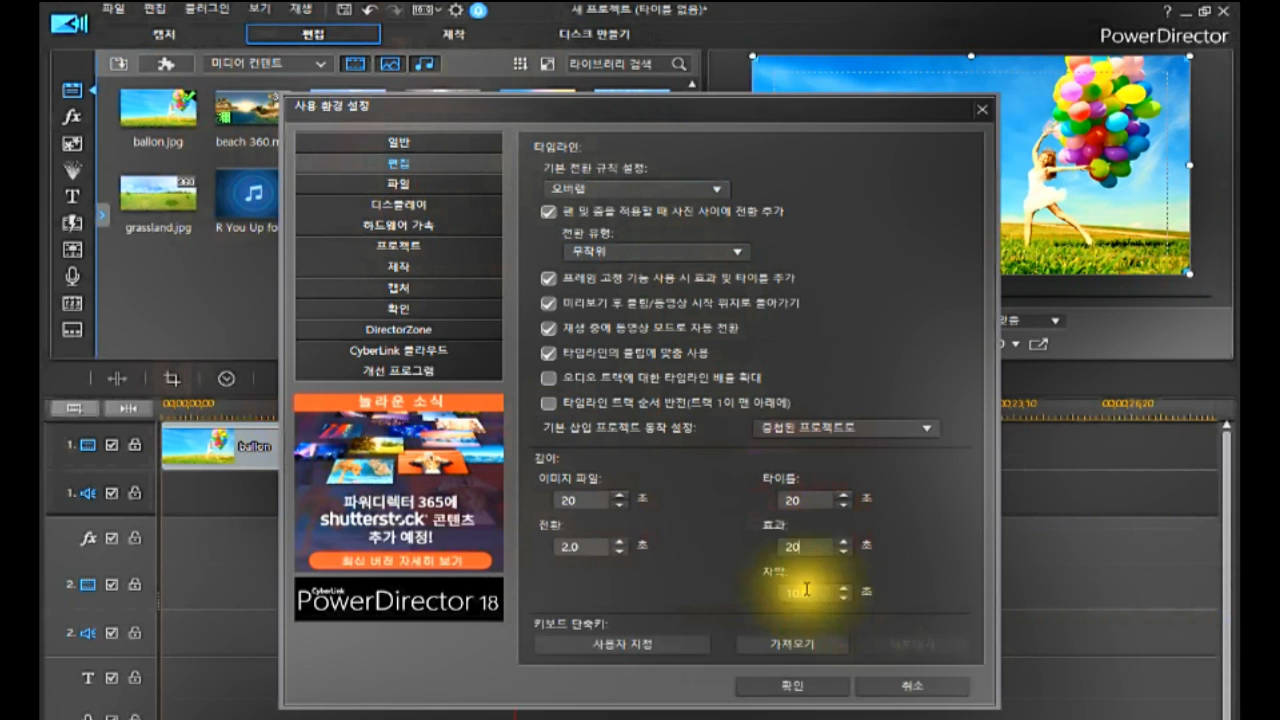 파일 편집 플러그인 보기 재생
새 프로젝트 (타이틀 없음)*
캡처 편집 제작 디스크 만들기
PowerDirector
미디어 컨텐트
라이브러리 검색
ballon.jpg
beach 360.m
360
grassland.jpg
R You Up fo
사용 환경 설정
일반
편집
파일
디스플레이
하드웨어 가속
프로젝트
제작
캡처
확인
DirectorZone
CyberLink 클라우드
개선 프로그램
놀라운 소식
파워디렉터 365에
shutterstock 콘텐츠
추가 예정!
최신 버전 자세히 보기
CyberLink
PowerDirector 18
타임라인:
기본 전환 규칙 설정:
오버랩
팬 및 줌을 적용할 때 사진 사이에 전환 추가
전환 유형:
무작위
프레임 고정 기능 사용 시 효과 및 타이틀 추가
미리보기 후 클립/동영상 시작 위치로 돌아가기
재생 중에 동영상 모드로 자동 전환
타임라인의 클립에 맞춤 사용
오디오 트랙에 대한 타임라인 배율 확대
타임라인 트랙 순서 반전(트랙 1이 맨 아래에)
기본 삽입 프로젝트 동작 설정:
중첩된 프로젝트로
길이:
이미지 파일: 타이틀:
20 초 20 초
전환: 효과:
2.0 초 20 초
자막:
10. 초
키보드 단축키:
사용자 지정 가져오기
확인 취소
맞춤
00;00;00;00
23;10
00;00;26;20
1.
ballon
1.
fx
2.
2.
T